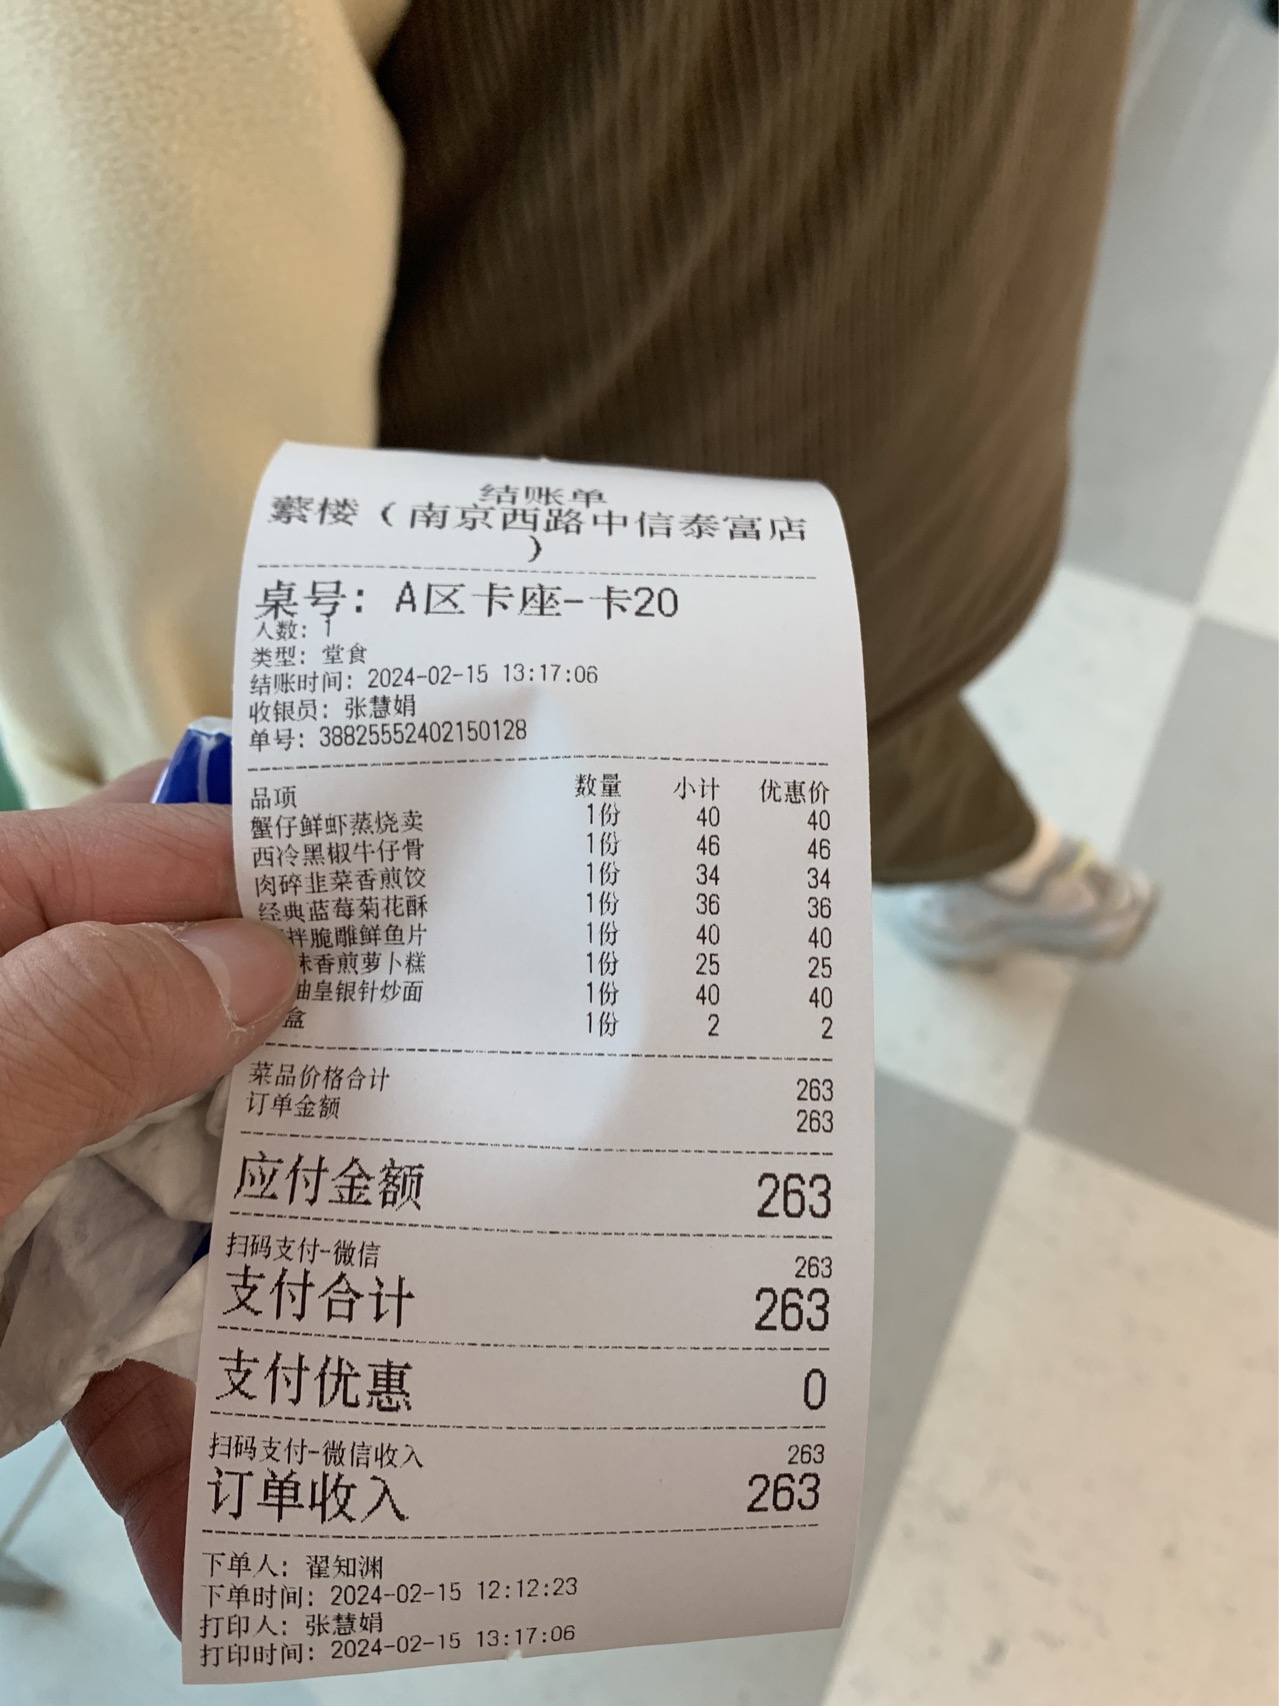 结账单
蘩楼（南京西路中信泰富店
）
桌号: A区卡座-卡20
人数: 1
类型: 堂食
结账时间: 2024-02-15 13:17:06
收银员: 张慧娟
单号: 388255552402150128
品项 数量 小计 优惠价
蟹仔鲜虾蒸烧卖 1份 40 40
西冷黑椒牛仔骨 1份 46 46
肉碎韭菜香煎饺 1份 34 34
经典蓝莓菊花酥 1份 36 36
拌脆雕鲜鱼片 1份 40 40
味香煎萝卜糕 1份 25 25
油皇银针炒面 1份 40 40
盒 1份 2 2
菜品价格合计 263
订单金额 263
应付金额 263
扫码支付-微信 263
支付合计 263
支付优惠 0
扫码支付-微信收入 263
订单收入 263
下单人: 翟知渊
下单时间: 2024-02-15 12:12:23
打印人: 张慧娟
打印时间: 2024-02-15 13:17:06